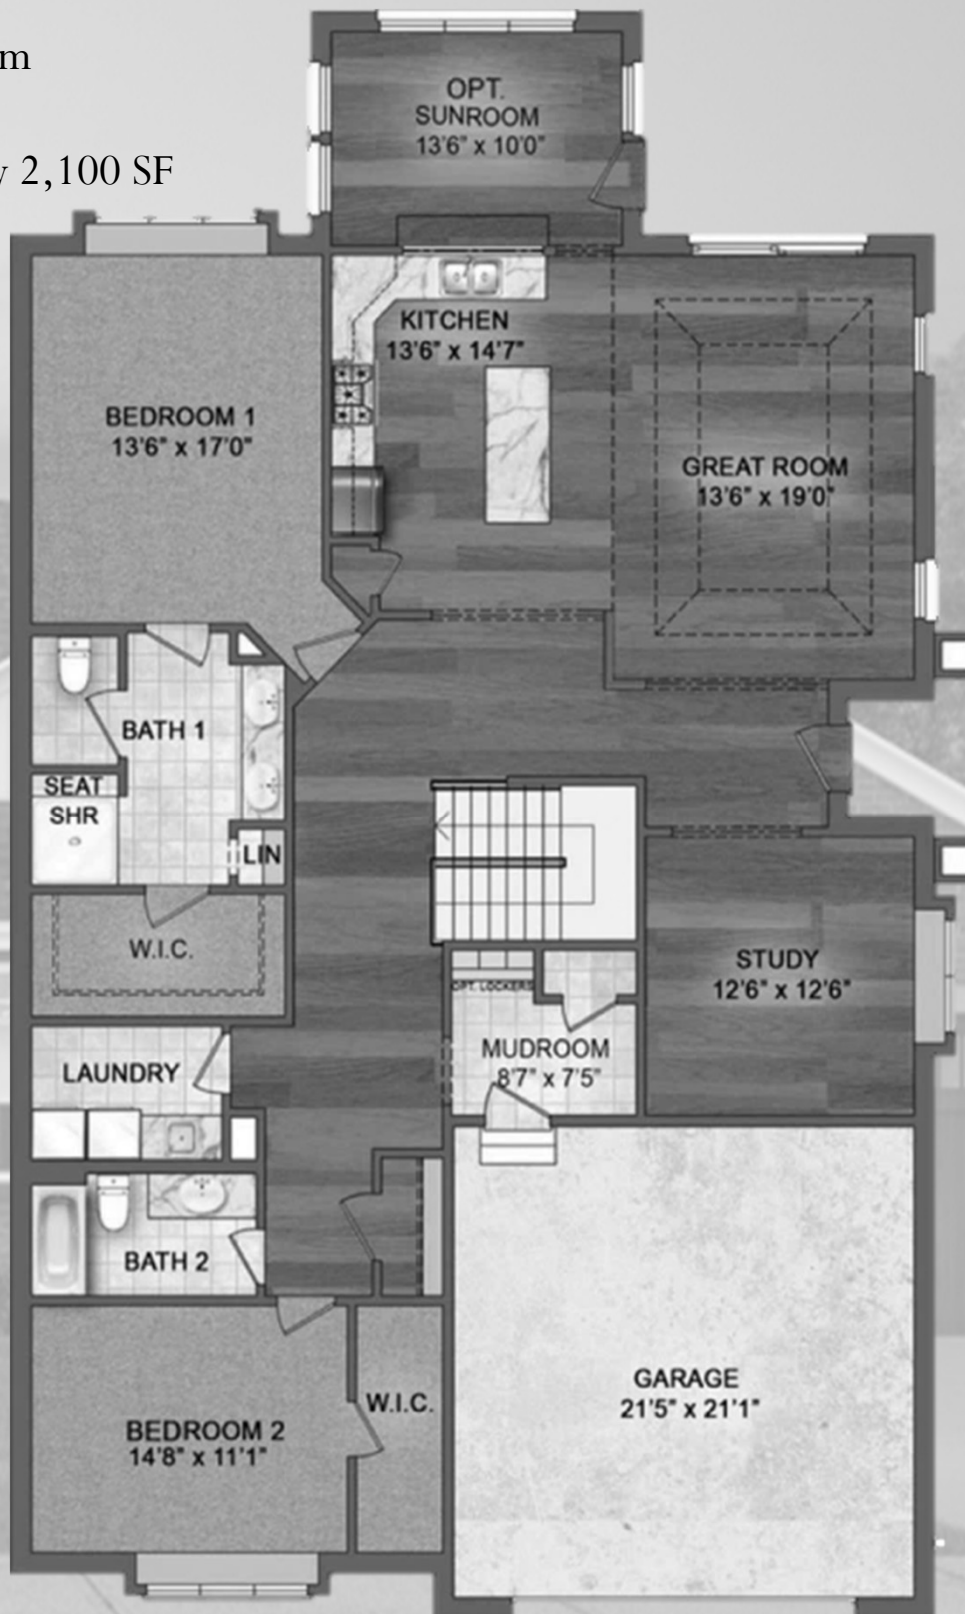 m
2,100 SF
OPT.
SUNROOM
13'6" x 10'0"
KITCHEN
13'6" x 14'7"
BEDROOM 1
13'6" x 17'0"
GREAT ROOM
13'6" x 19'0"
BATH 1
SEAT
SHR
LIN
W.I.C.
STUDY
12'6" x 12'6"
OPT. LOCKERS
MUDROOM
8'7" x 7'5"
LAUNDRY
BATH 2
GARAGE
21'5" x 21'1"
W.I.C.
BEDROOM 2
14'8" x 11'1"